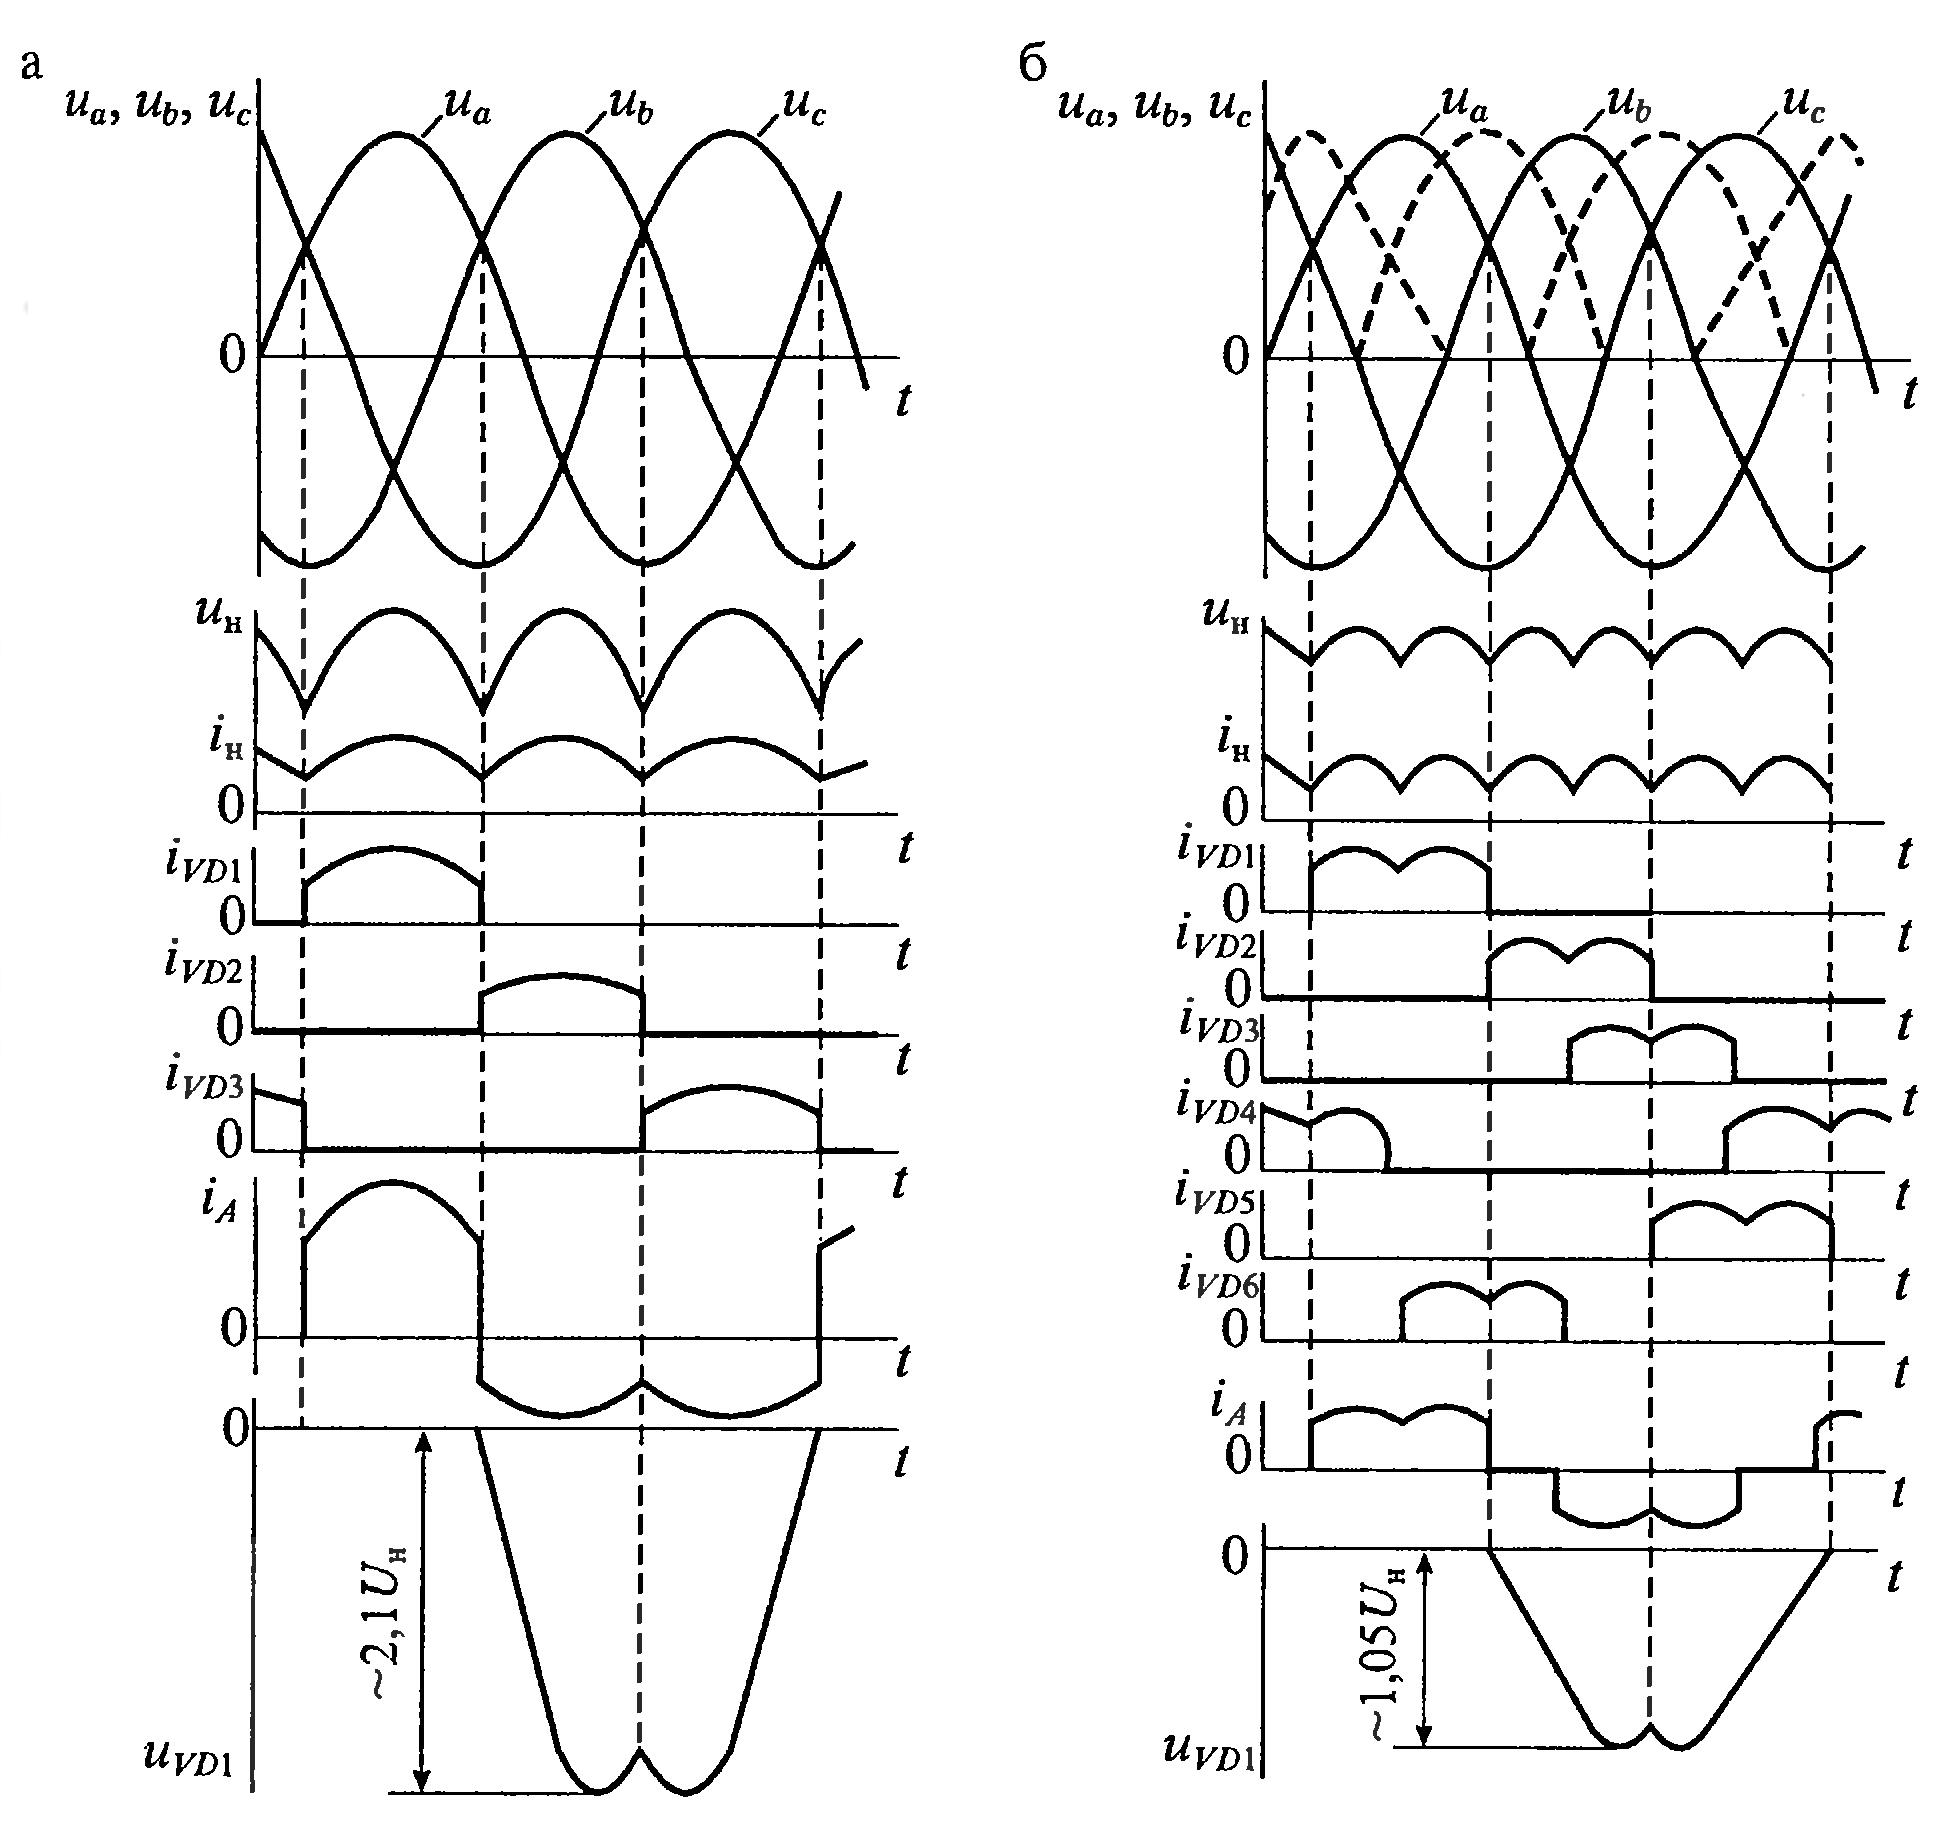 а
u_a, u_b, u_c
u_a
u_b
u_c
0
t
u_н
i_н
0
t
i_VD1
0
t
i_VD2
0
t
i_VD3
0
t
i_A
0
t
0
t
~2,1U_н
u_VD1
б
u_a, u_b, u_c
u_a
u_b
u_c
0
t
u_н
i_н
0
t
i_VD1
0
t
i_VD2
0
t
i_VD3
0
t
i_VD4
0
t
i_VD5
0
t
i_VD6
0
t
i_A
0
t
0
t
~1,05U_н
u_VD1